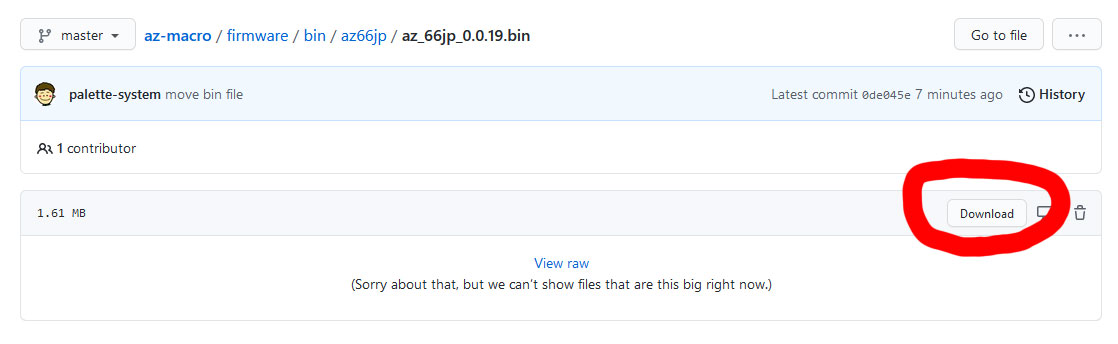 master az-macro / firmware / bin / az66jp / az_66jp_0.0.19.bin Go to file ...
palette-system move bin file Latest commit 0de045e 7 minutes ago History
1 contributor
1.61 MB Download
View raw
(Sorry about that, but we can't show files that are this big right now.)